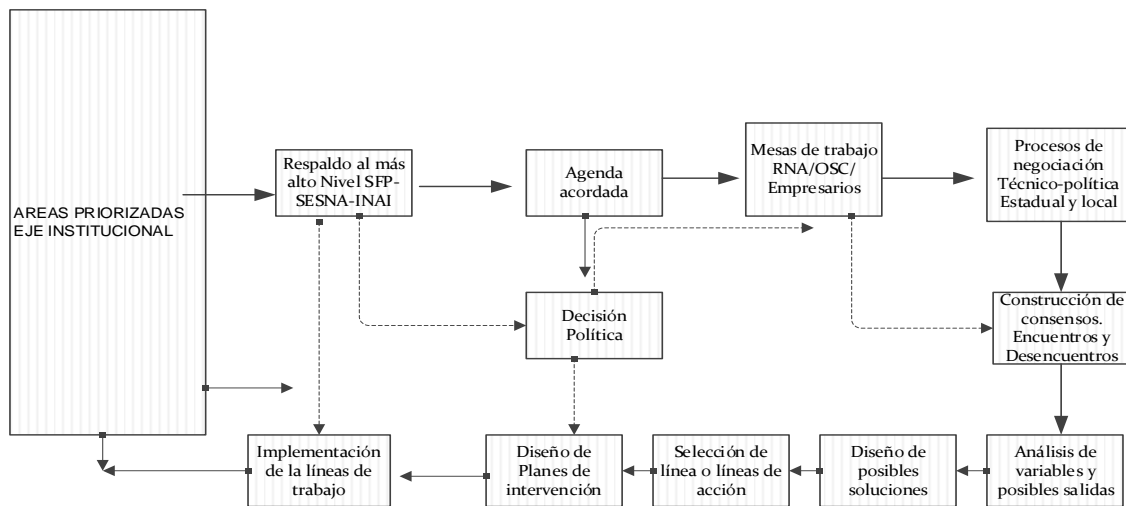 AREAS PRIORIZADAS
EJE INSTITUCIONAL
Respaldo al más
alto Nivel SFP-
SESNA-INAI
Agenda
acordada
Mesas de trabajo
RNA/OSC/
Empresarios
Procesos de
negociación
Técnico-política
Estadual y local
Decisión
Política
Construcción de
consensos.
Encuentros y
Desencuentros
Implementación
de la líneas de
trabajo
Diseño de
Planes de
intervención
Selección de
línea o líneas de
acción
Diseño de
posibles
soluciones
Análisis de
variables y
posibles salidas